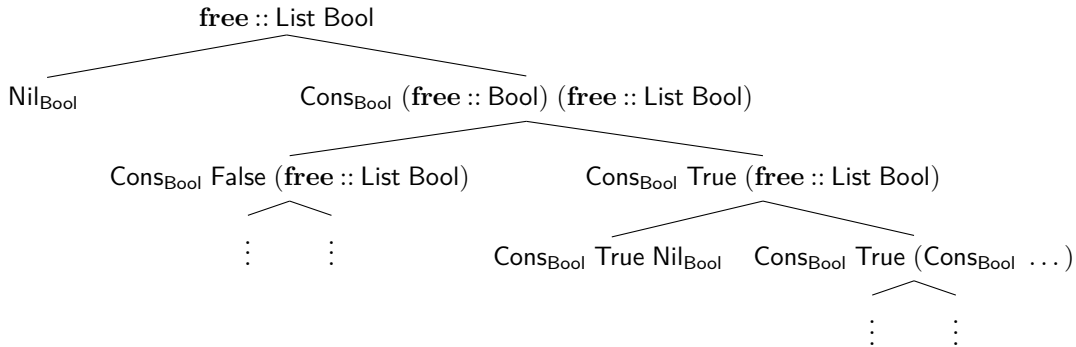 free :: List Bool
Nil_Bool Cons_Bool (free :: Bool) (free :: List Bool)
Cons_Bool False (free :: List Bool) Cons_Bool True (free :: List Bool)
⋮ ⋮ Cons_Bool True Nil_Bool Cons_Bool True (Cons_Bool …)
⋮ ⋮